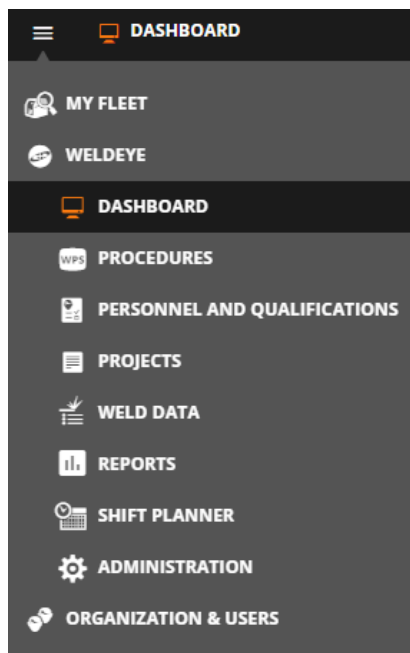 DASHBOARD
MY FLEET
WELDEYE
DASHBOARD
WPS PROCEDURES
PERSONNEL AND QUALIFICATIONS
PROJECTS
WELD DATA
REPORTS
SHIFT PLANNER
ADMINISTRATION
ORGANIZATION & USERS